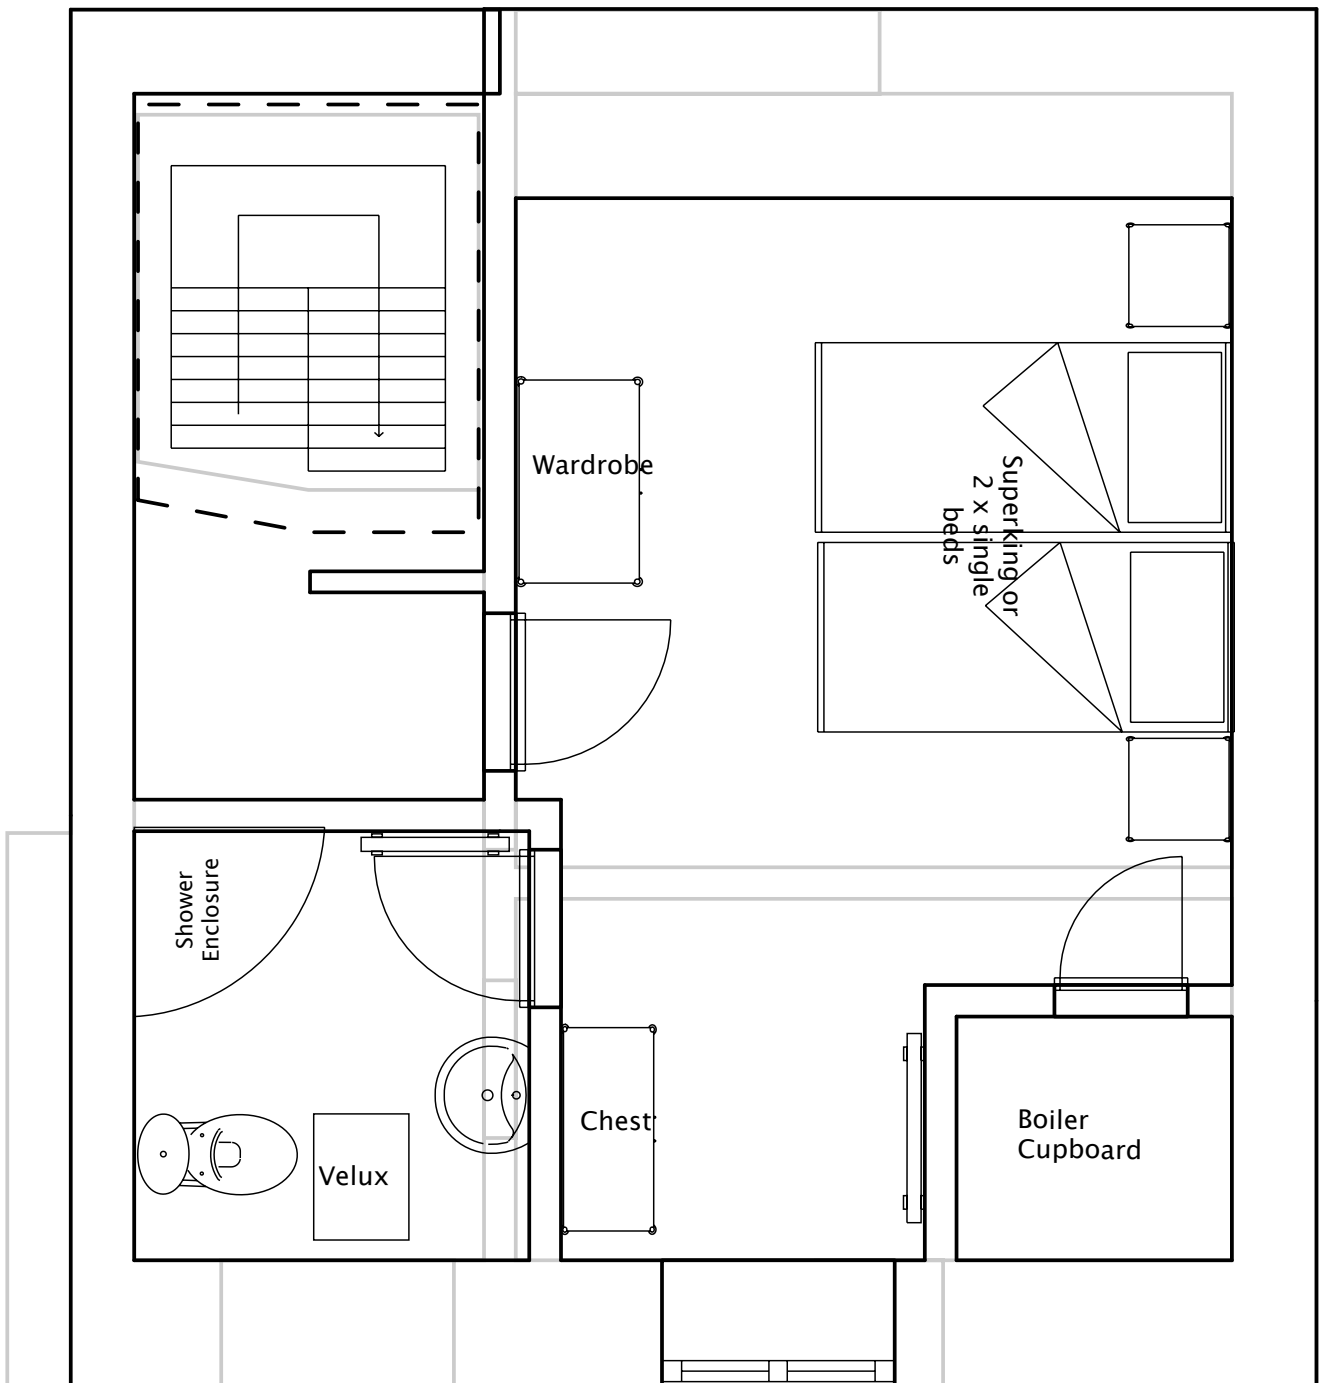 Wardrobe
Superking or
2 x single
beds
Shower
Enclosure
Chest
Boiler
Cupboard
Velux